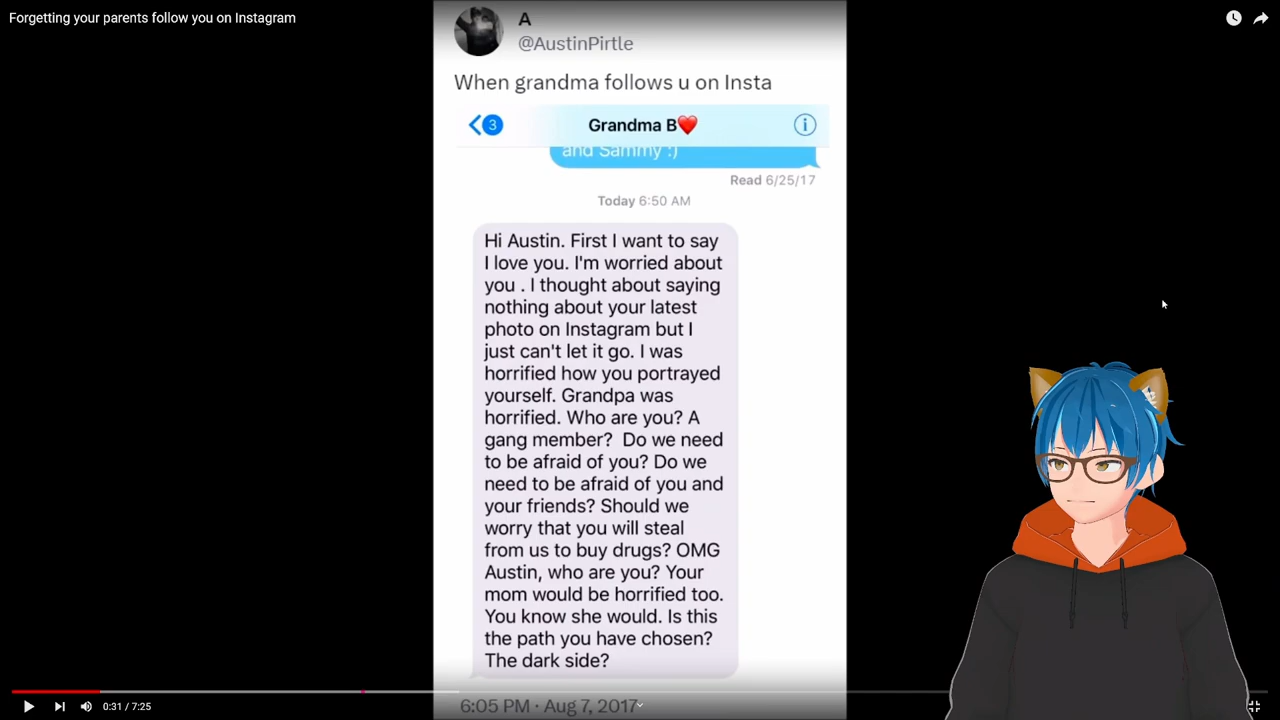 Forgetting your parents follow you on Instagram
A
@AustinPirtle
When grandma follows u on Insta
3
Grandma B❤️
and Sammy :)
Read 6/25/17
Today 6:50 AM
Hi Austin. First I want to say
I love you. I'm worried about
you . I thought about saying
nothing about your latest
photo on Instagram but I
just can't let it go. I was
horrified how you portrayed
yourself. Grandpa was
horrified. Who are you? A
gang member?  Do we need
to be afraid of you? Do we
need to be afraid of you and
your friends? Should we
worry that you will steal
from us to buy drugs? OMG
Austin, who are you? Your
mom would be horrified too.
You know she would. Is this
the path you have chosen?
The dark side?
6:05 PM · Aug 7, 2017
0:31 / 7:25